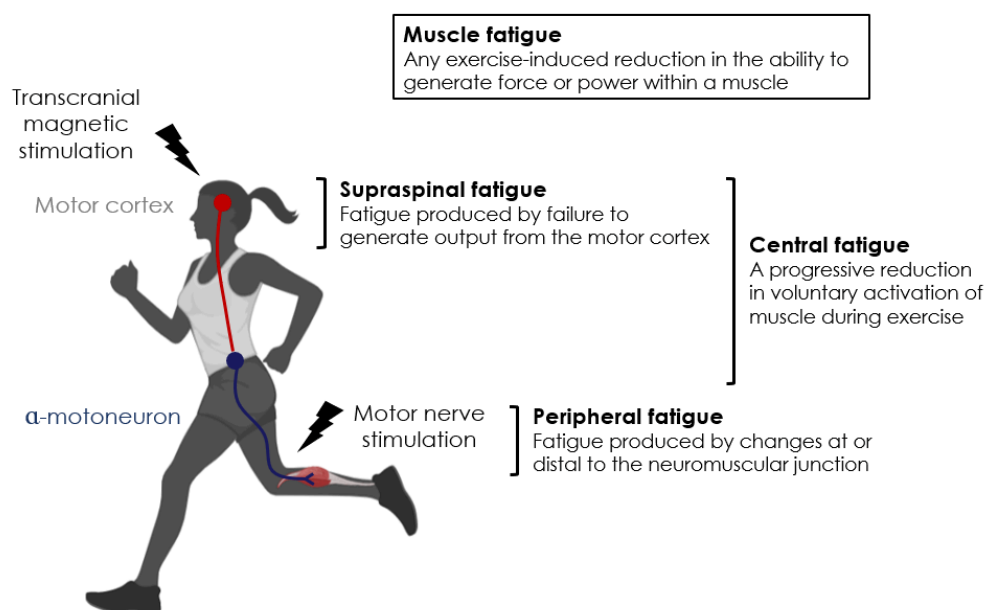 Muscle fatigue
Any exercise-induced reduction in the ability to
generate force or power within a muscle
Transcranial
magnetic
stimulation
Motor cortex
Supraspinal fatigue
Fatigue produced by failure to
generate output from the motor cortex
Central fatigue
A progressive reduction
in voluntary activation of
muscle during exercise
α-motoneuron
Motor nerve
stimulation
Peripheral fatigue
Fatigue produced by changes at or
distal to the neuromuscular junction